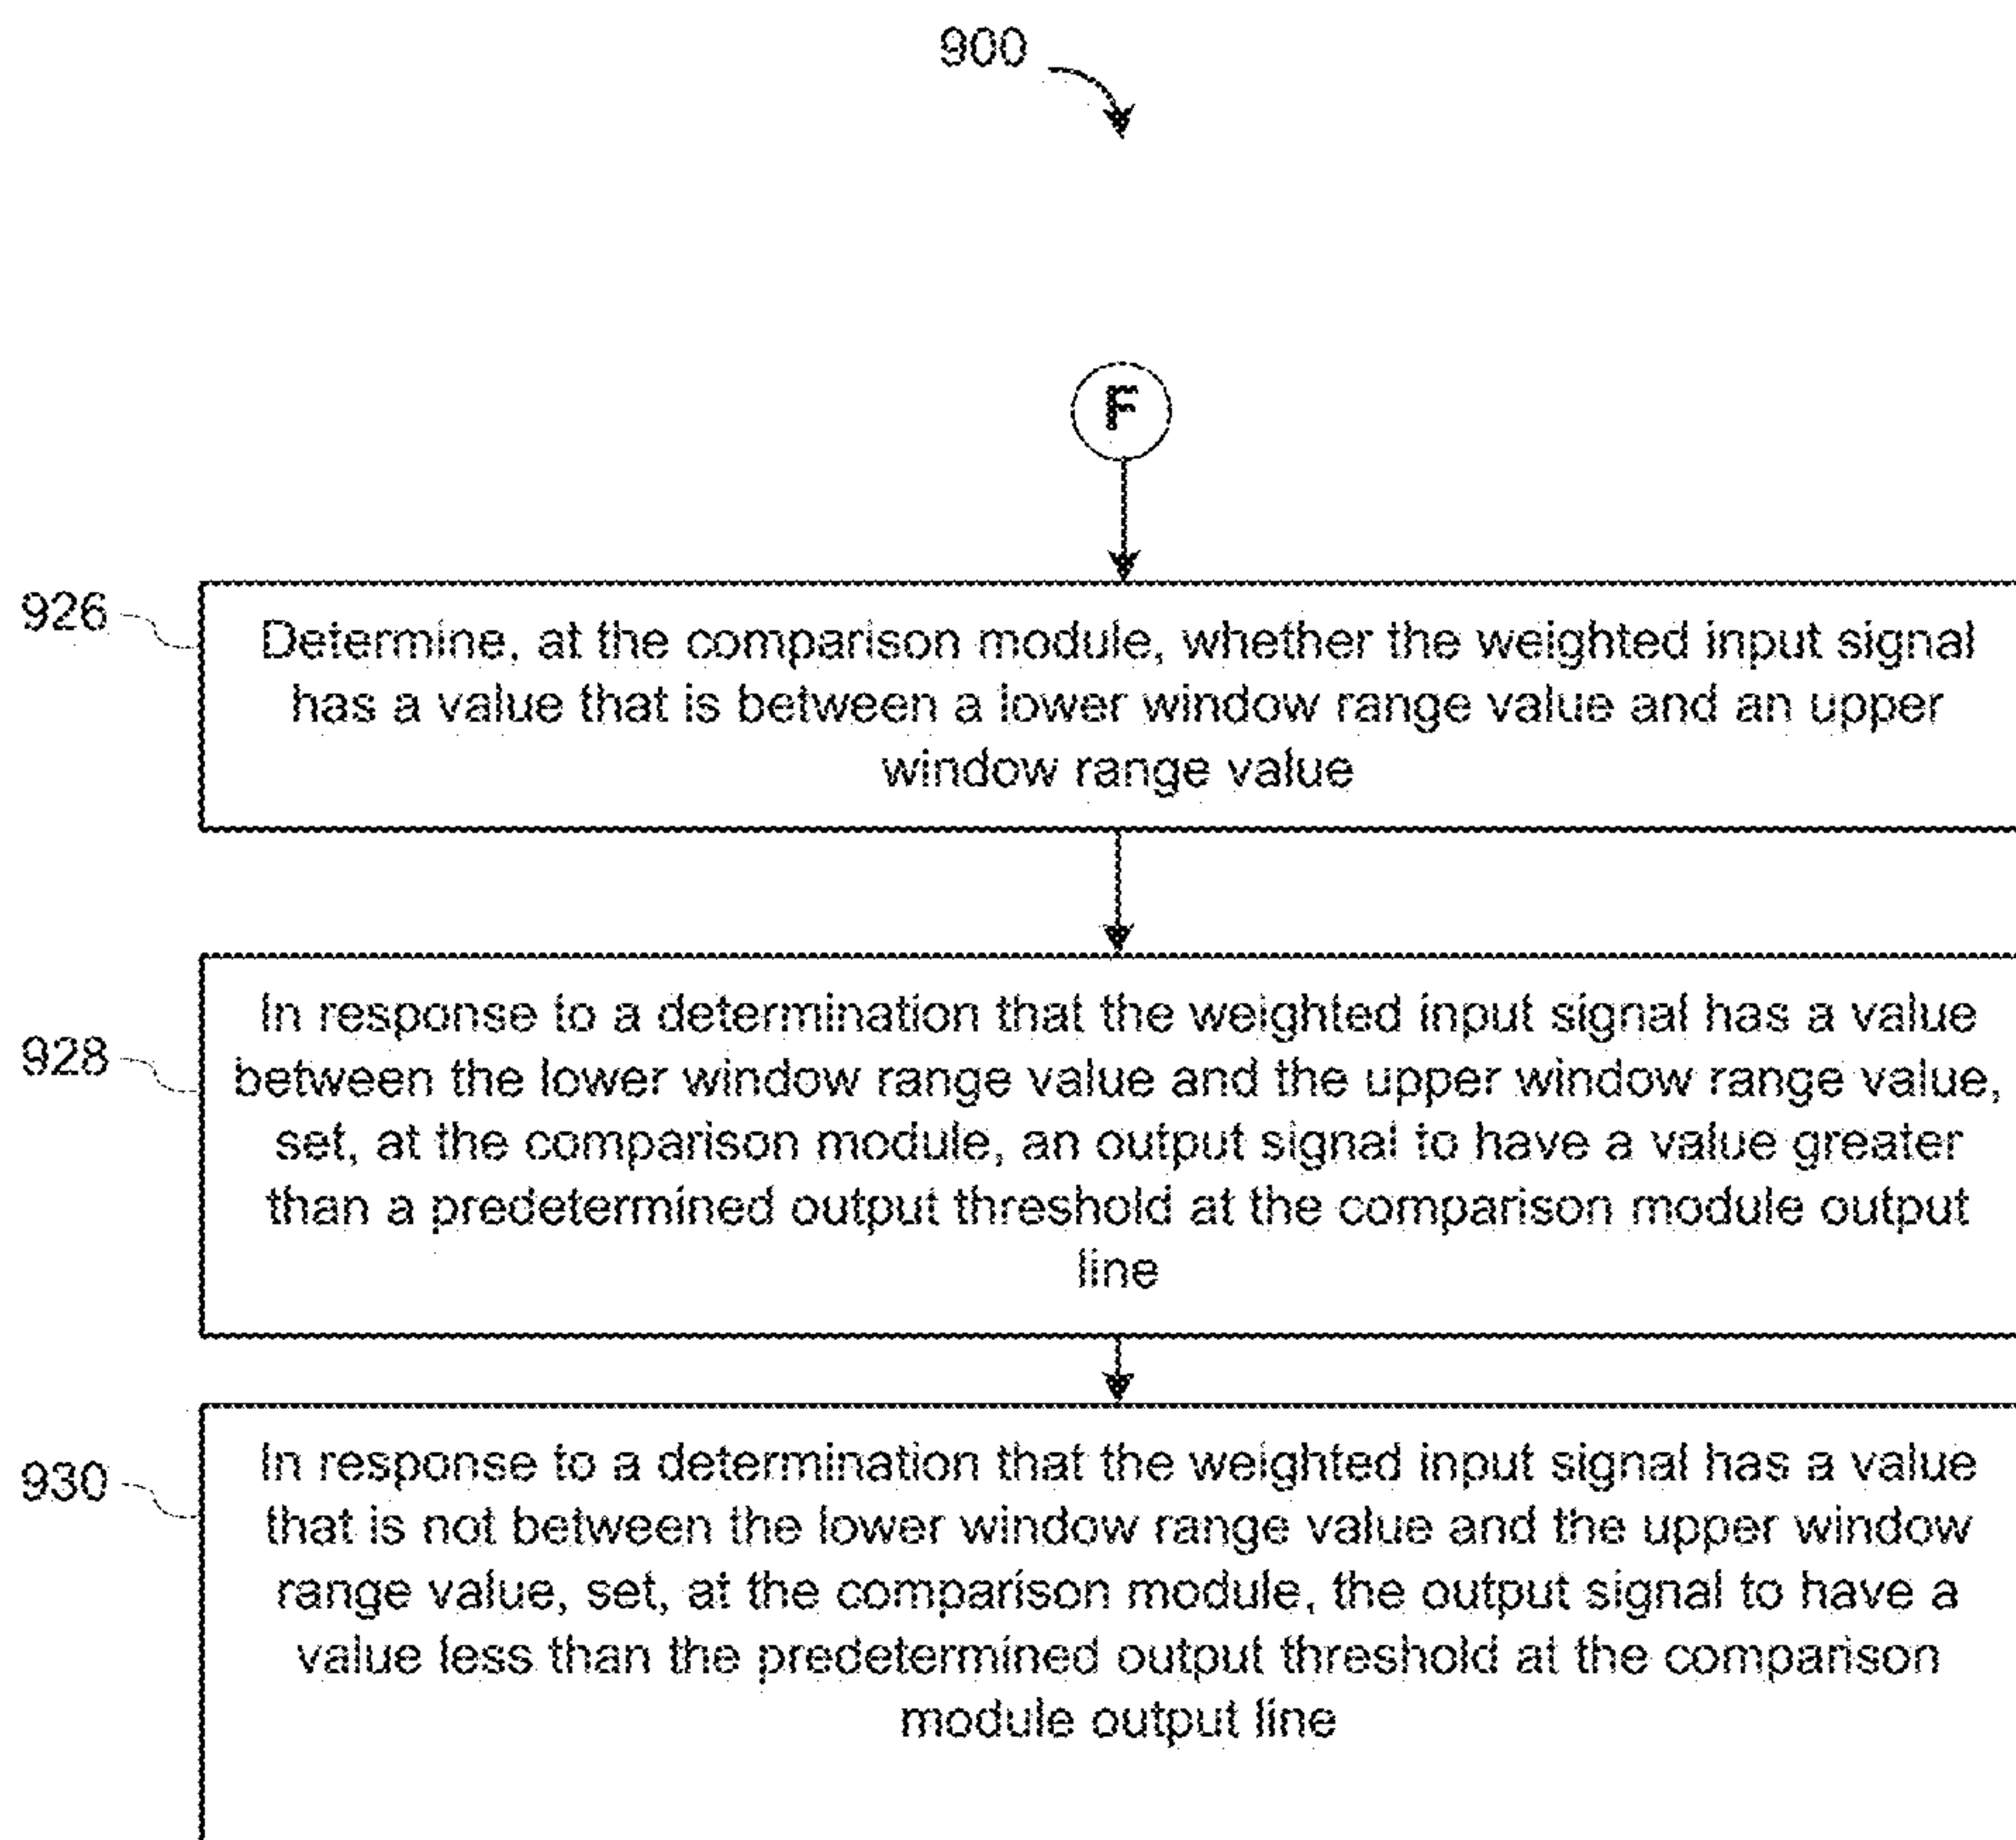 900
F
926
Determine, at the comparison module, whether the weighted input signal
has a value that is between a lower window range value and an upper
window range value
928
In response to a determination that the weighted input signal has a value
between the lower window range value and the upper window range value,
set, at the comparison module, an output signal to have a value greater
than a predetermined output threshold at the comparison module output
line
930
In response to a determination that the weighted input signal has a value
that is not between the lower window range value and the upper window
range value, set, at the comparison module, the output signal to have a
value less than the predetermined output threshold at the comparison
module output line